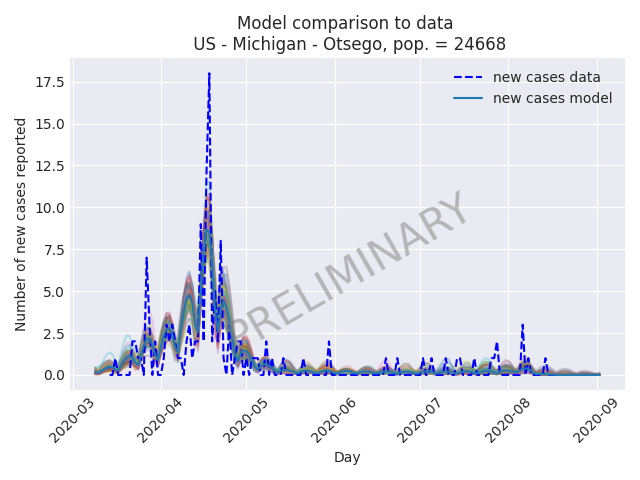 Model comparison to data
US - Michigan - Otsego, pop. = 24668
new cases data
new cases model
Number of new cases reported
17.5
15.0
12.5
10.0
7.5
5.0
2.5
0.0
PRELIMINARY
2020-03
2020-04
2020-05
2020-06
2020-07
2020-08
2020-09
Day